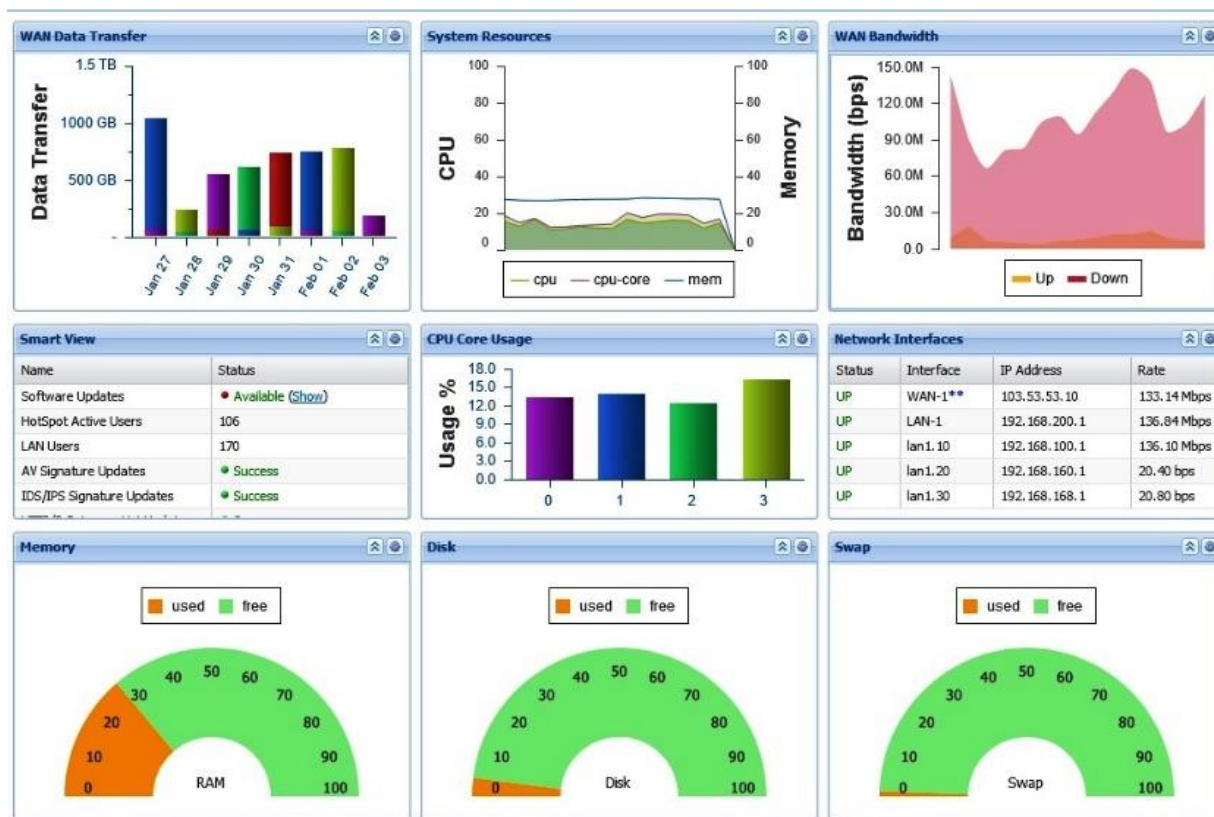 WAN Data Transfer
1.5 TB
1000 GB
500 GB
-
Data Transfer
Jan 27
Jan 28
Jan 29
Jan 30
Jan 31
Feb 01
Feb 02
Feb 03
System Resources
100
80
60
40
20
0
CPU
100
80
60
40
20
0
Memory
cpu cpu-core mem
WAN Bandwidth
150.0M
120.0M
90.0M
60.0M
30.0M
0.0
Bandwidth (bps)
Up Down
Smart View
Name Status
Software Updates Available (Show)
HotSpot Active Users 106
LAN Users 170
AV Signature Updates Success
IDS/IPS Signature Updates Success
CPU Core Usage
18.0
15.0
12.0
9.0
6.0
3.0
0.0
Usage %
0 1 2 3
Network Interfaces
Status Interface IP Address Rate
UP WAN-1** 103.53.53.10 133.14 Mbps
UP LAN-1 192.168.200.1 136.84 Mbps
UP lan1.10 192.168.100.1 136.10 Mbps
UP lan1.20 192.168.160.1 20.40 bps
UP lan1.30 192.168.168.1 20.80 bps
Memory
used free
0 10 20 30 40 50 60 70 80 90 100
RAM
Disk
used free
0 10 20 30 40 50 60 70 80 90 100
Disk
Swap
used free
0 10 20 30 40 50 60 70 80 90 100
Swap